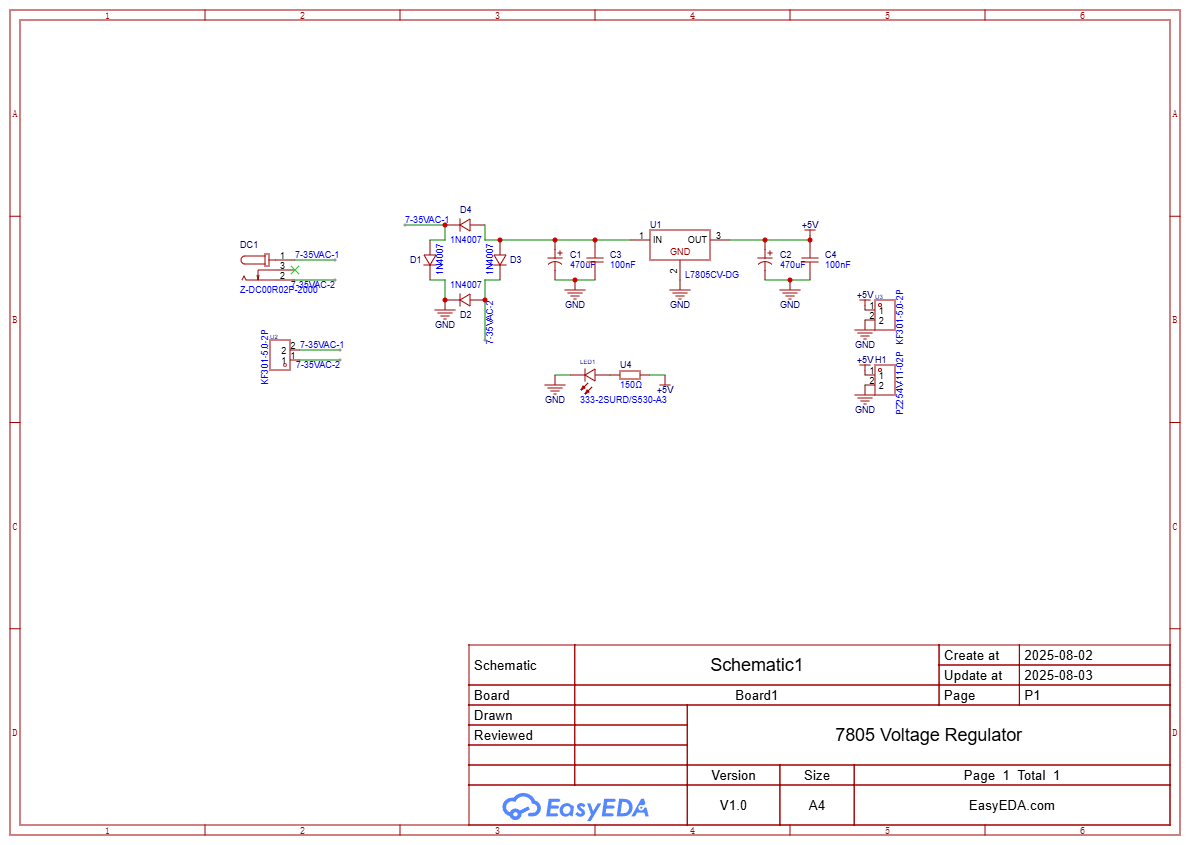 1 2 3 4 5 6
A A
B B
C C
D D
DC1
1 7-35VAC-1
3
2 7-35VAC-2
Z-DC00R02P-2000
U2
2 2 7-35VAC-1
1 1 7-35VAC-2
KF301-5.0-2P
7-35VAC-1
D4
1N4007
D1
1N4007
1N4007
D3
1N4007
D2
GND
7-35VAC-2
C1
470uF
C3
100nF
GND
U1
1 IN OUT 3
GND
2
L7805CV-DG
GND
+5V
C2
470uF
C4
100nF
GND
LED1
333-2SURD/S530-A3
GND
U4
150Ω
+5V
+5V U3
1 1
2 2
GND
KF301-5.0-2P
+5V H1
1 1
2 2
GND
PZ254V-11-02P
Schematic Schematic1 Create at 2025-08-02
Update at 2025-08-03
Board Board1 Page P1
Drawn
Reviewed
7805 Voltage Regulator
Version Size Page 1 Total 1
EasyEDA V1.0 A4 EasyEDA.com
1 2 3 4 5 6